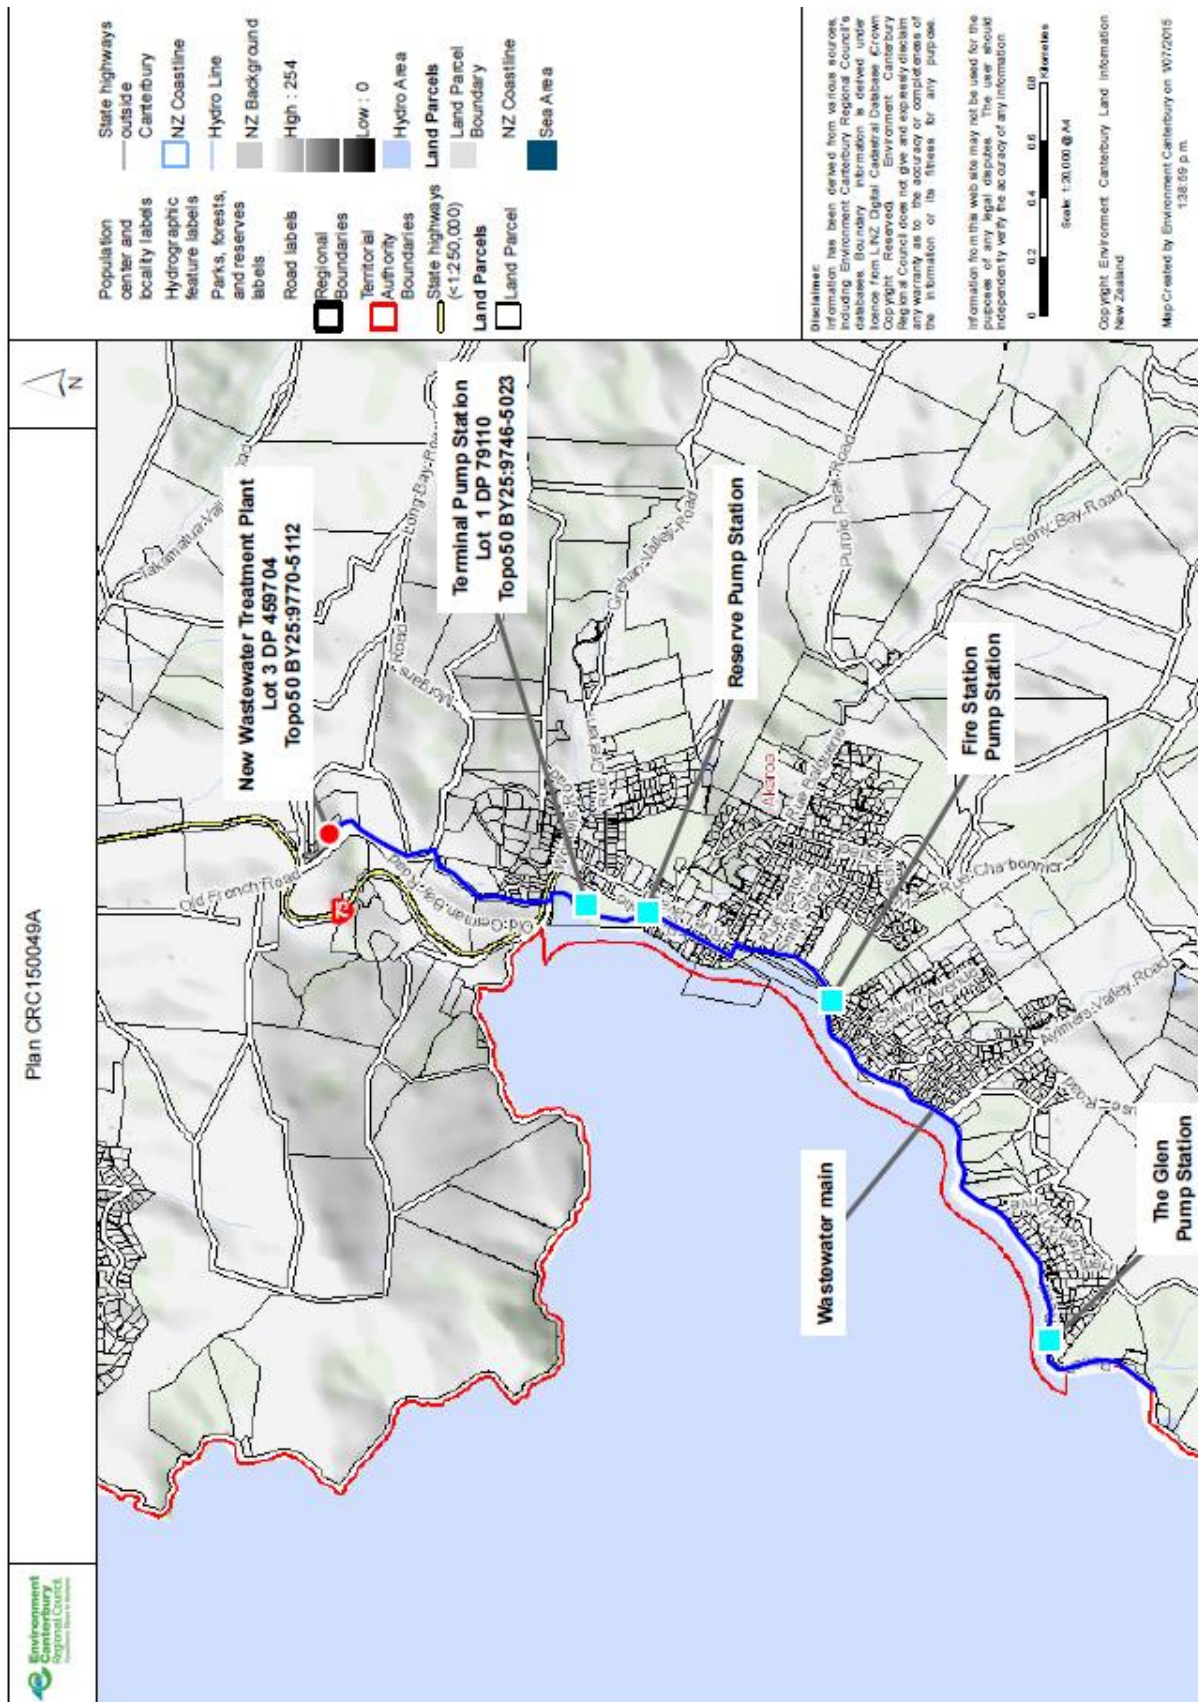 Environment
Canterbury
Regional Council
Plan CRC150049A
N
New Wastewater Treatment Plant
Lot 3 DP 459704
Topo50 BY25:9770-5112
Terminal Pump Station
Lot 1 DP 79110
Topo50 BY25:9746-5023
Reserve Pump Station
Fire Station
Pump Station
Wastewater main
The Glen
Pump Station
Old French Road
Long Bay Road
Morgans Road
Old German Bay Road
Grehan Valley Road
Purple Peak Road
Stony Bay Road
Akaroa
Rue Balguerie
Selwyn Avenue
Aylmers Valley Road
Population
center and
locality labels
Hydrographic
feature labels
Parks, forests,
and reserves
labels
Road labels
Regional
Boundaries
Territorial
Authority
Boundaries
State highways
(<1:250,000)
Land Parcels
Land Parcel
State highways
outside
Canterbury
NZ Coastline
Hydro Line
NZ Background
High : 254
Low : 0
Hydro Area
Land Parcels
Land Parcel
Boundary
NZ Coastline
Sea Area
Disclaimer:
Information has been derived from various sources,
including Environment Canterbury Regional Council's
databases. Boundary information is derived under
licence from LINZ Digital Cadastral Database (Crown
Copyright Reserved). Environment Canterbury
Regional Council does not give and expressly disclaim
any warranty as to the accuracy or completeness of
the information or its fitness for any purpose.
Information from this web site may not be used for the
purposes of any legal disputes. The user should
independently verify the accuracy of any information
0 0.2 0.4 0.6 0.8
Kilometres
Scale: 1:20,000 @A4
Copyright Environment Canterbury Land Information
New Zealand
Map Created by Environment Canterbury on
1:38:59 p.m.